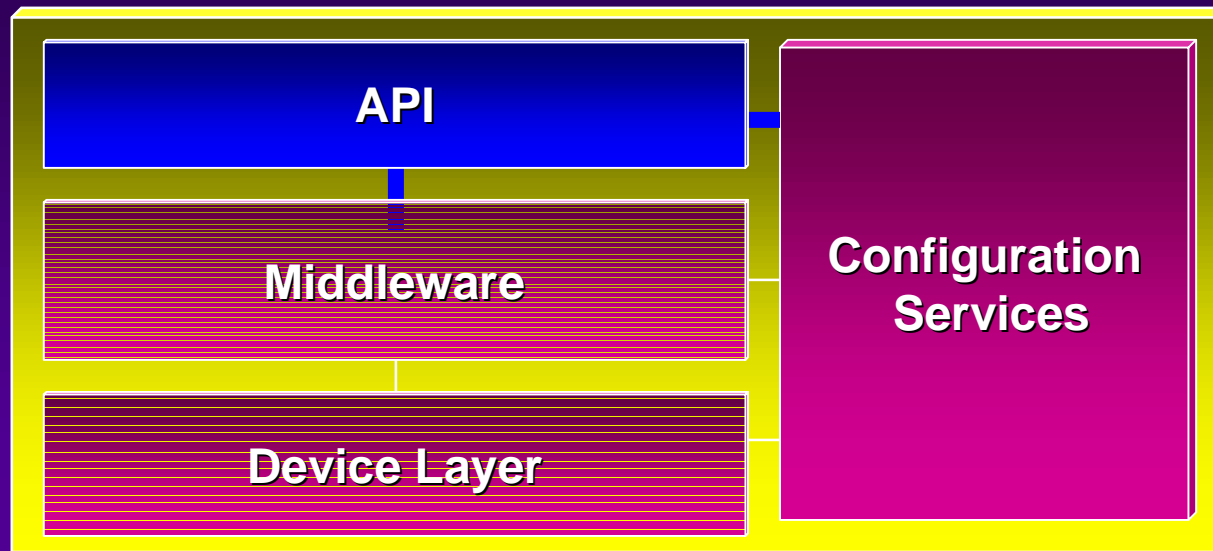 API
Middleware
Configuration
Services
Device Layer